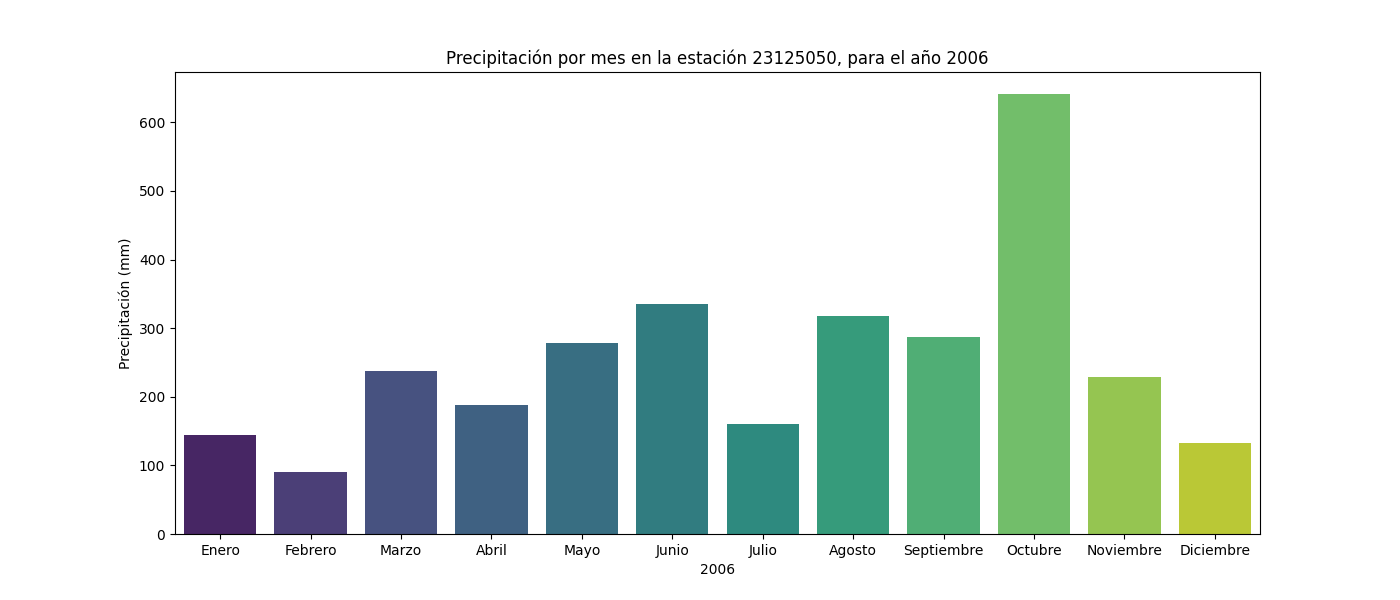 Precipitación por mes en la estación 23125050, para el año 2006
Precipitación (mm)
600
500
400
300
200
100
0
Enero Febrero Marzo Abril Mayo Junio Julio Agosto Septiembre Octubre Noviembre Diciembre
2006